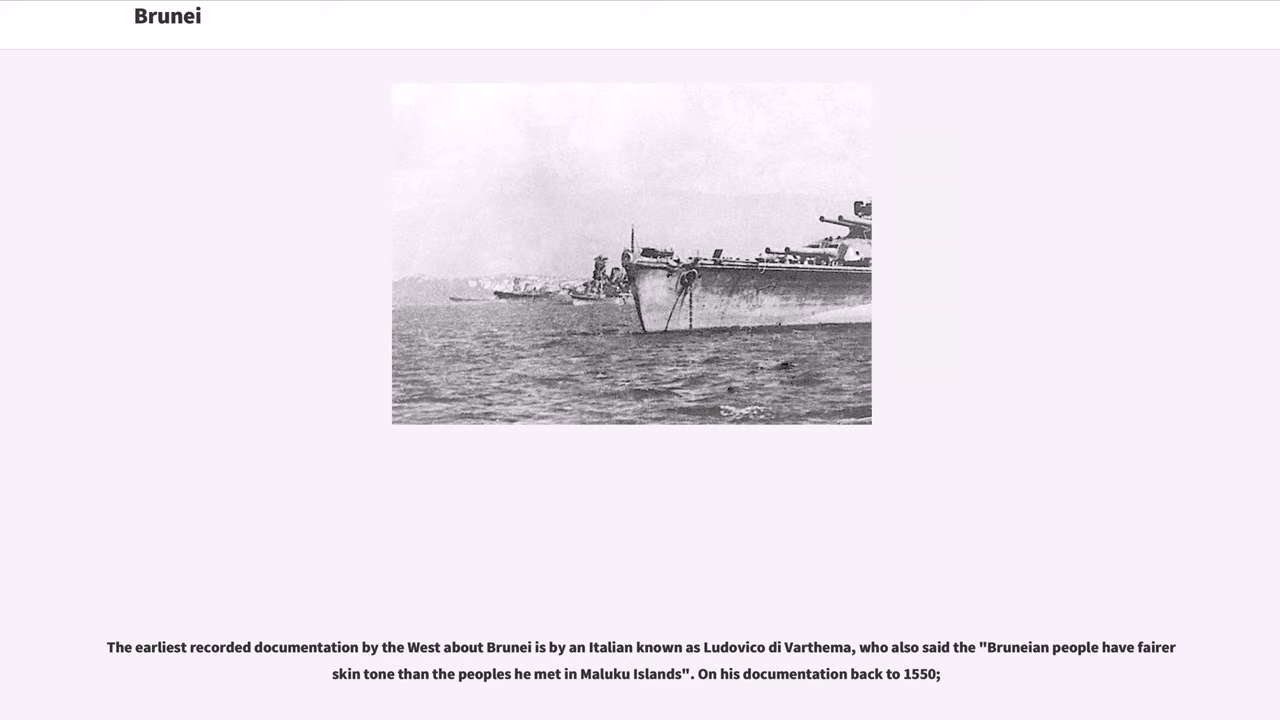 Brunei
The earliest recorded documentation by the West about Brunei is by an Italian known as Ludovico di Varthema, who also said the "Bruneian people have fairer
skin tone than the peoples he met in Maluku Islands". On his documentation back to 1550;